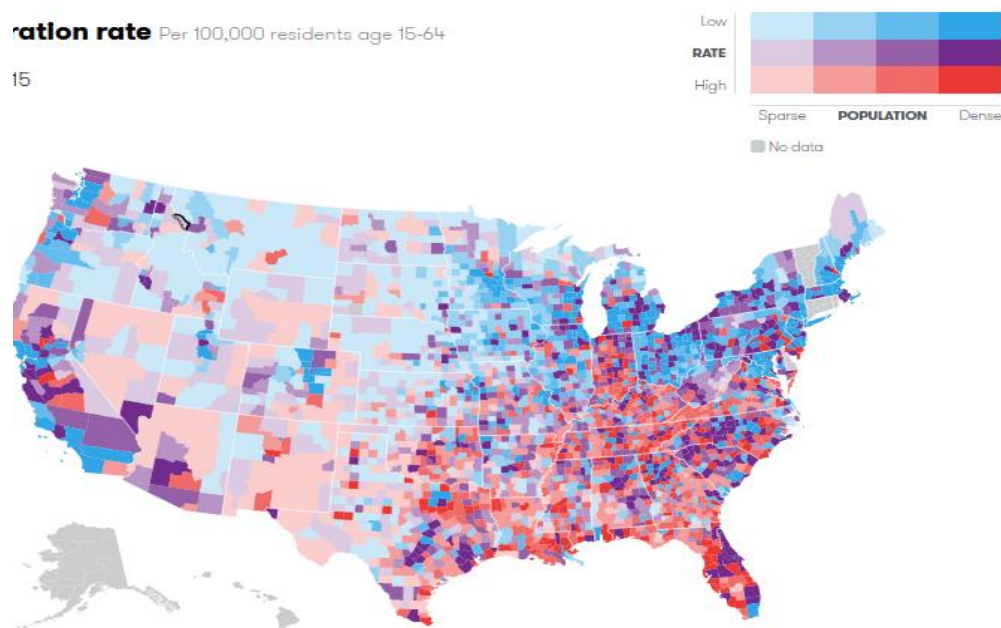 ration rate Per 100,000 residents age 15-64
15
Low
RATE
High
Sparse POPULATION Dense
No data